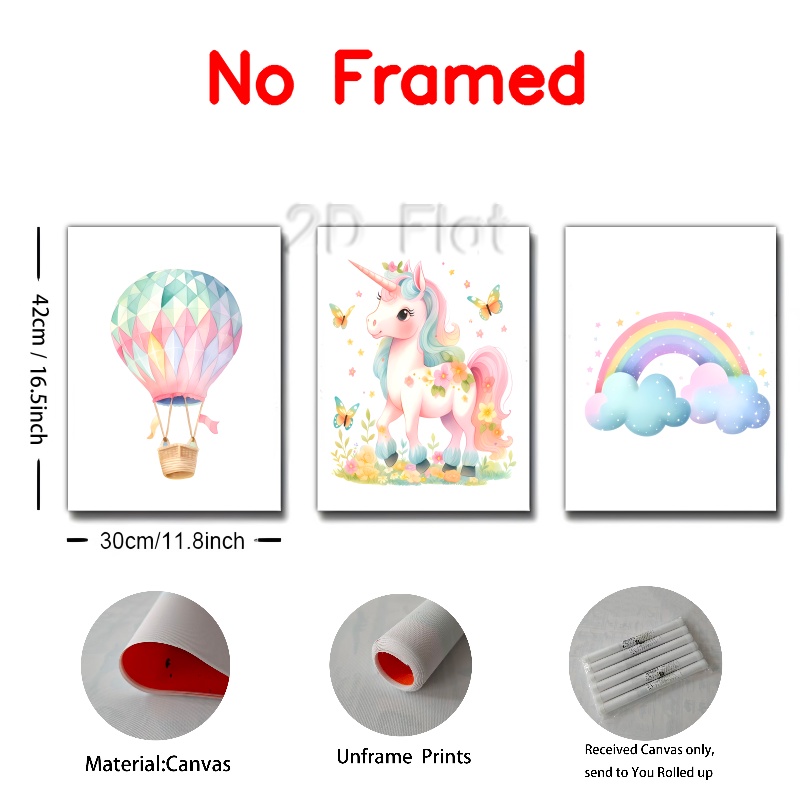 No Framed
2D Flat
42cm / 16.5inch
30cm/11.8inch
Material:Canvas
Unframe Prints
Received Canvas only,
send to You Rolled up